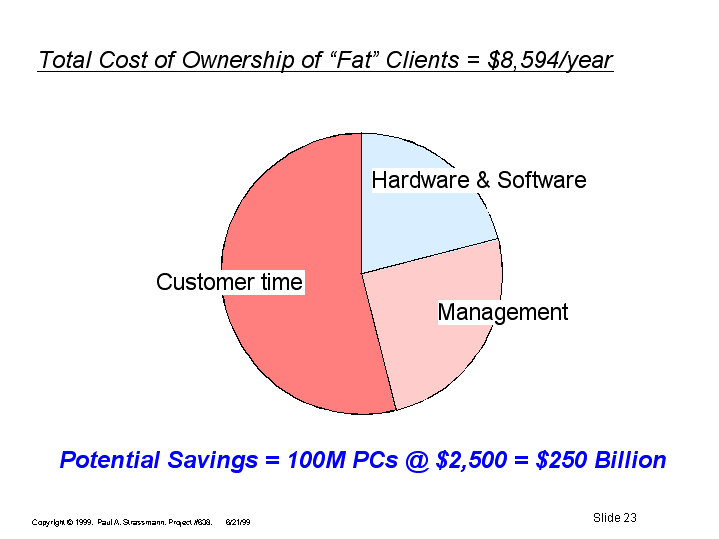 Total Cost of Ownership of “Fat” Clients = $8,594/year
Hardware & Software
Customer time
Management
Potential Savings = 100M PCs @ $2,500 = $250 Billion
Copyright © 1999, Paul A. Strassmann, Project #638, 6/21/99
Slide 23